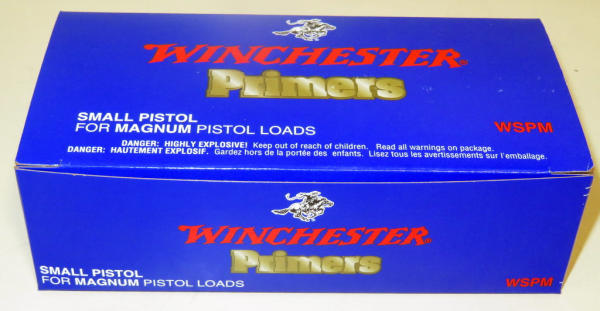 WINCHESTER®
Primers
SMALL PISTOL
FOR MAGNUM PISTOL LOADS
WSPM
DANGER: HIGHLY EXPLOSIVE! Keep out of reach of children. Read all warnings on package.
DANGER: HAUTEMENT EXPLOSIF. Gardez hors de la portée des enfants. Lisez tous les avertissements sur l'emballage.
WINCHESTER®
Primers
SMALL PISTOL
FOR MAGNUM PISTOL LOADS
WSPM